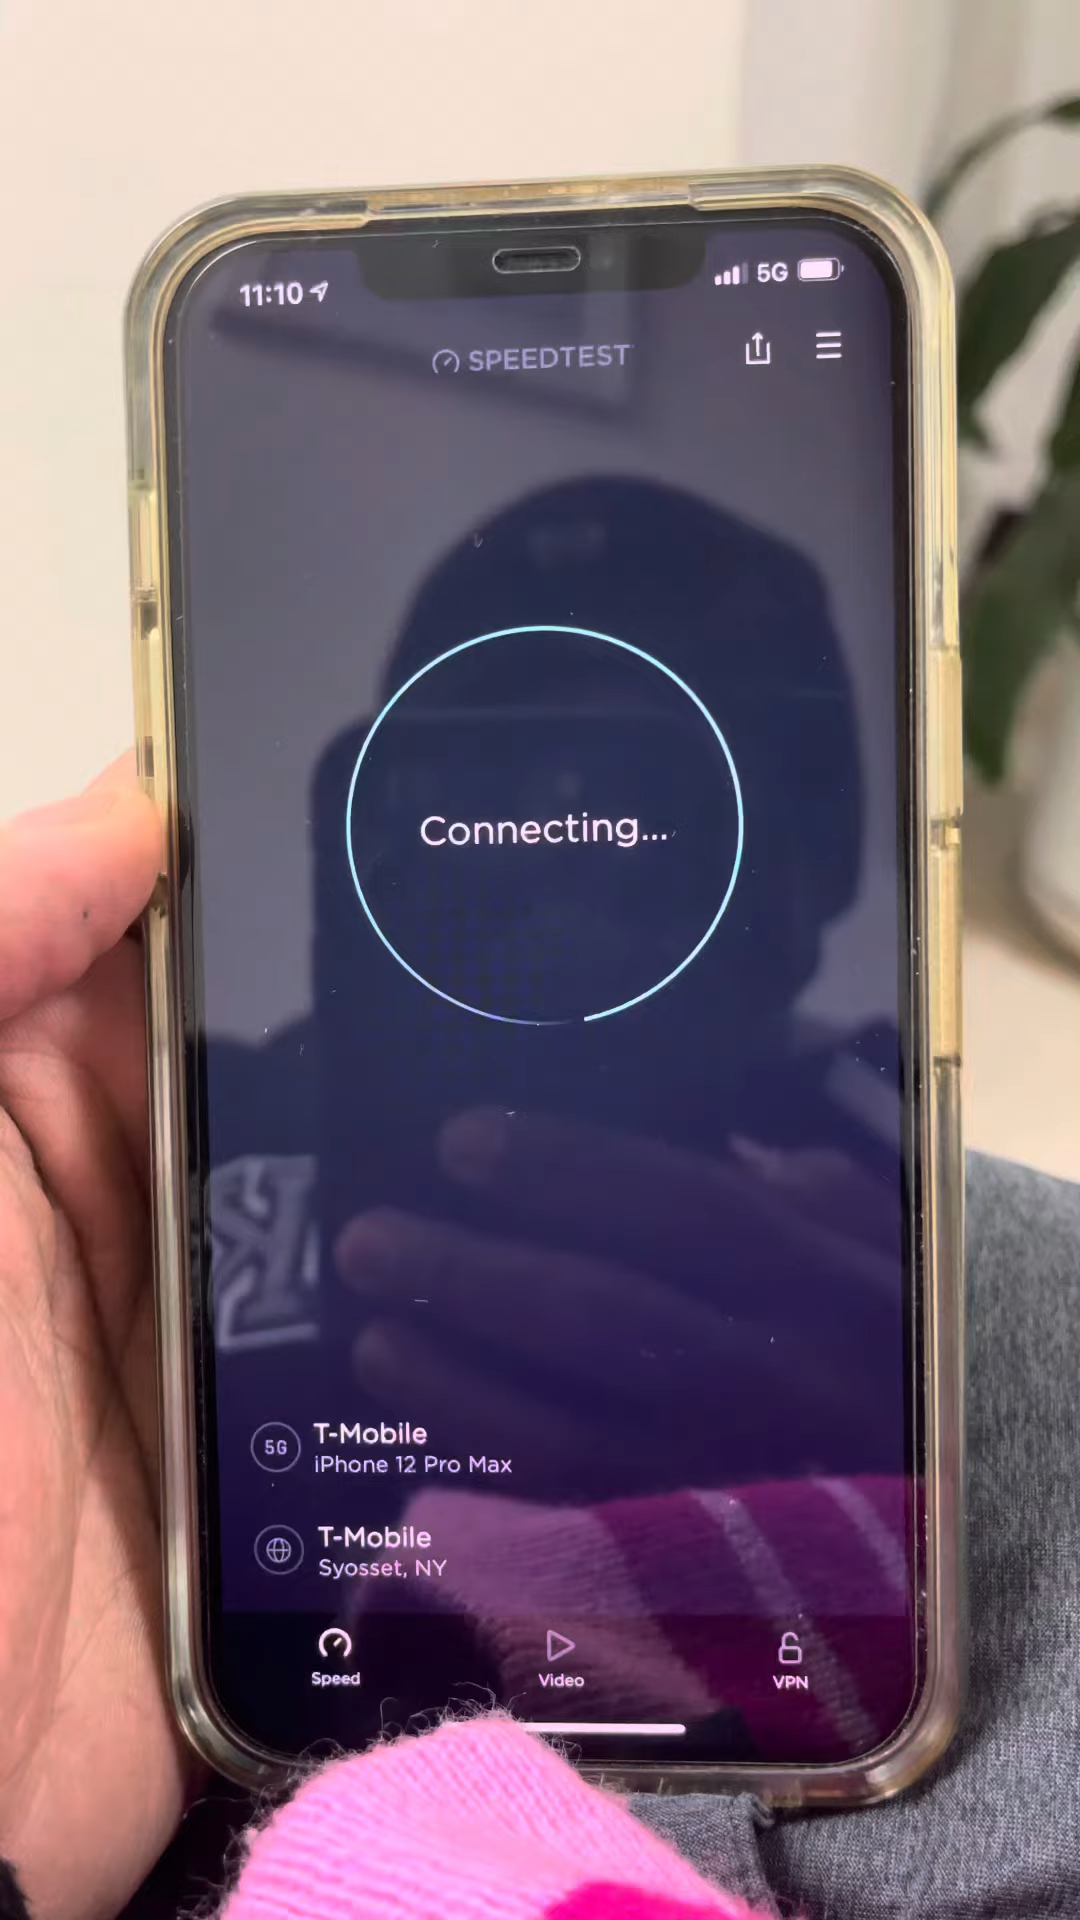 11:10
5G
SPEEDTEST
Connecting...
5G
T-Mobile
iPhone 12 Pro Max
T-Mobile
Syosset, NY
Speed
Video
VPN